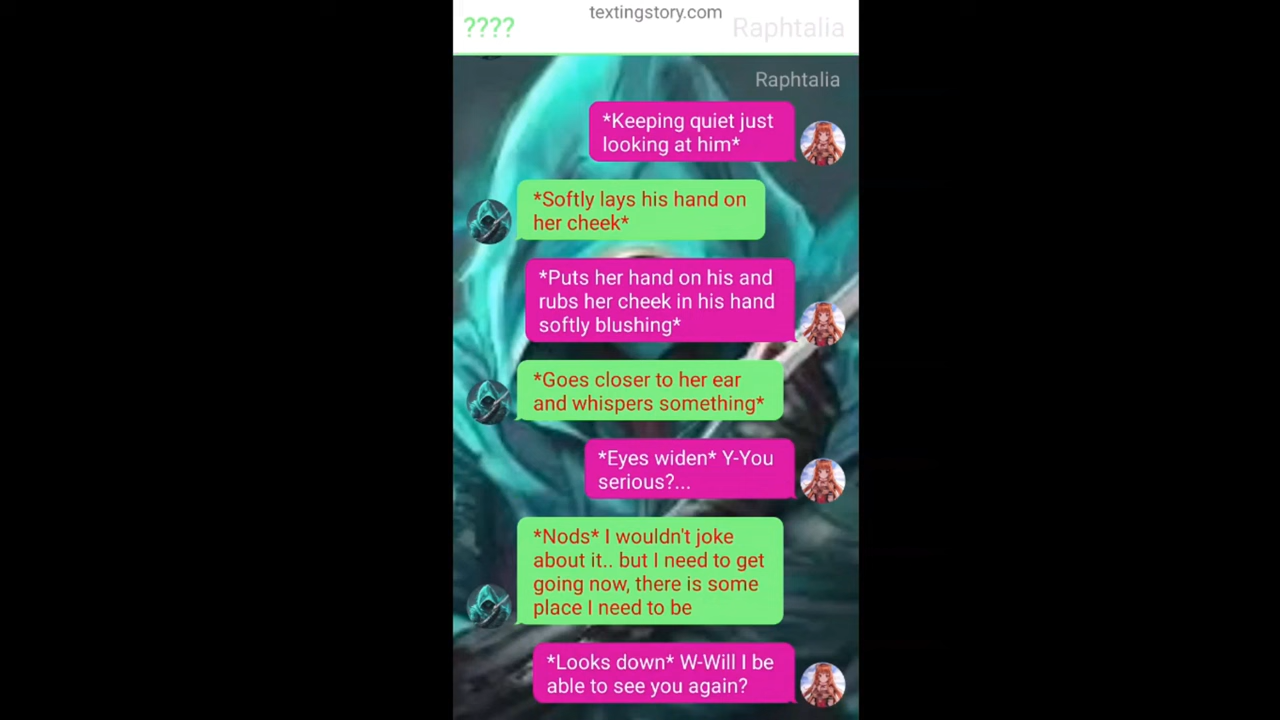 textingstory.com
????
Raphtalia
Raphtalia
*Keeping quiet just
looking at him*
*Softly lays his hand on
her cheek*
*Puts her hand on his and
rubs her cheek in his hand
softly blushing*
*Goes closer to her ear
and whispers something*
*Eyes widen* Y-You
serious?...
*Nods* I wouldn't joke
about it.. but I need to get
going now, there is some
place I need to be
*Looks down* W-Will I be
able to see you again?